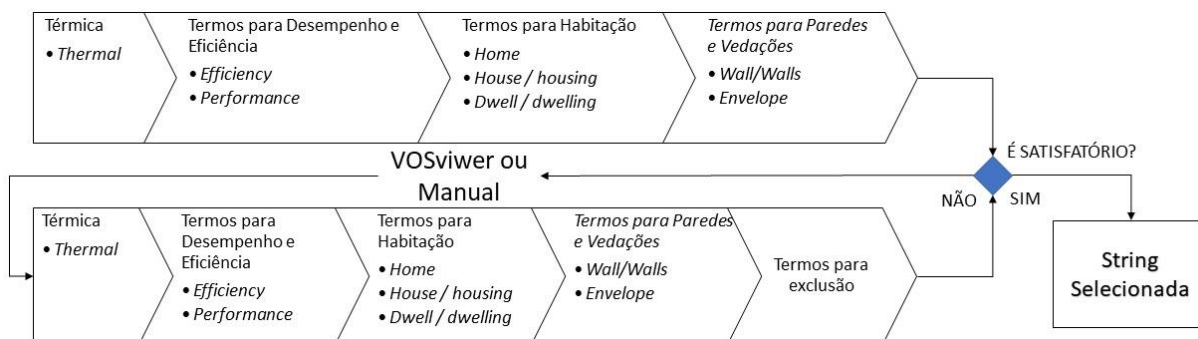 Térmica
• Thermal
Termos para Desempenho e
Eficiência
• Efficiency
• Performance
Termos para Habitação
• Home
• House / housing
• Dwell / dwelling
Termos para Paredes
e Vedações
• Wall/Walls
• Envelope
VOSviwer ou
Manual
É SATISFATÓRIO?
NÃO
SIM
Térmica
• Thermal
Termos para
Desempenho e
Eficiência
• Efficiency
• Performance
Termos para
Habitação
• Home
• House / housing
• Dwell / dwelling
Termos para Paredes
e Vedações
• Wall/Walls
• Envelope
Termos para
exclusão
String
Selecionada